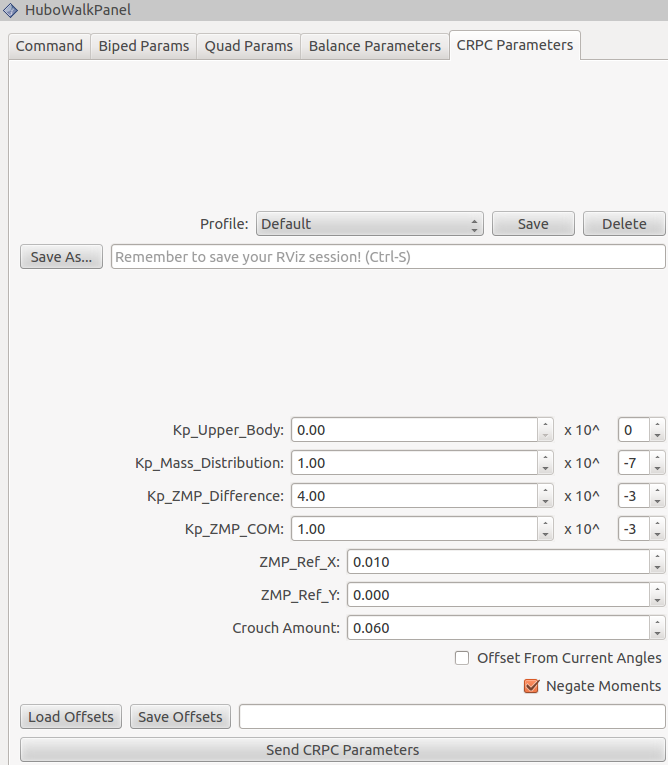 HuboWalkPanel
Command Biped Params Quad Params Balance Parameters CRPC Parameters
Profile: Default Save Delete
Save As... Remember to save your RViz session! (Ctrl-S)
Kp_Upper_Body: 0.00 x 10^ 0
Kp_Mass_Distribution: 1.00 x 10^ -7
Kp_ZMP_Difference: 4.00 x 10^ -3
Kp_ZMP_COM: 1.00 x 10^ -3
ZMP_Ref_X: 0.010
ZMP_Ref_Y: 0.000
Crouch Amount: 0.060
Offset From Current Angles
Negate Moments
Load Offsets Save Offsets
Send CRPC Parameters